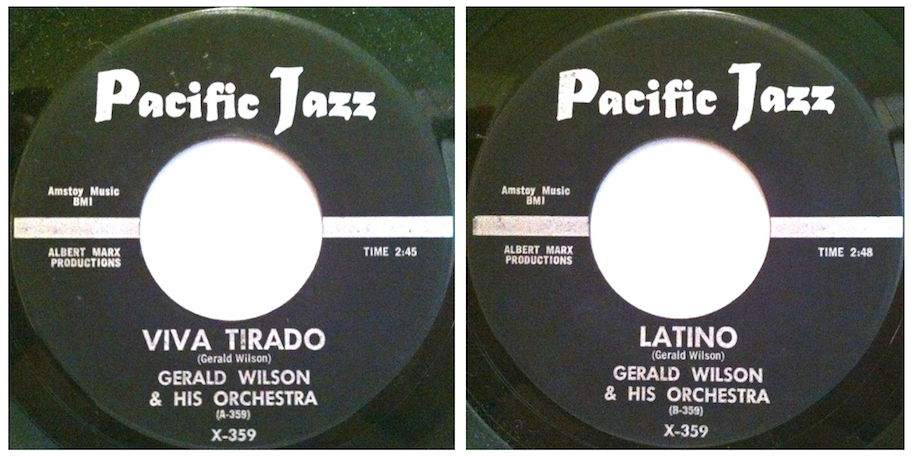 Pacific Jazz
Amstoy Music
BMI
ALBERT MARX
PRODUCTIONS
TIME 2:45
VIVA TIRADO
(Gerald Wilson)
GERALD WILSON
& HIS ORCHESTRA
(A-359)
X-359
Pacific Jazz
Amstoy Music
BMI
ALBERT MARX
PRODUCTIONS
TIME 2:48
LATINO
(Gerald Wilson)
GERALD WILSON
& HIS ORCHESTRA
(B-359)
X-359